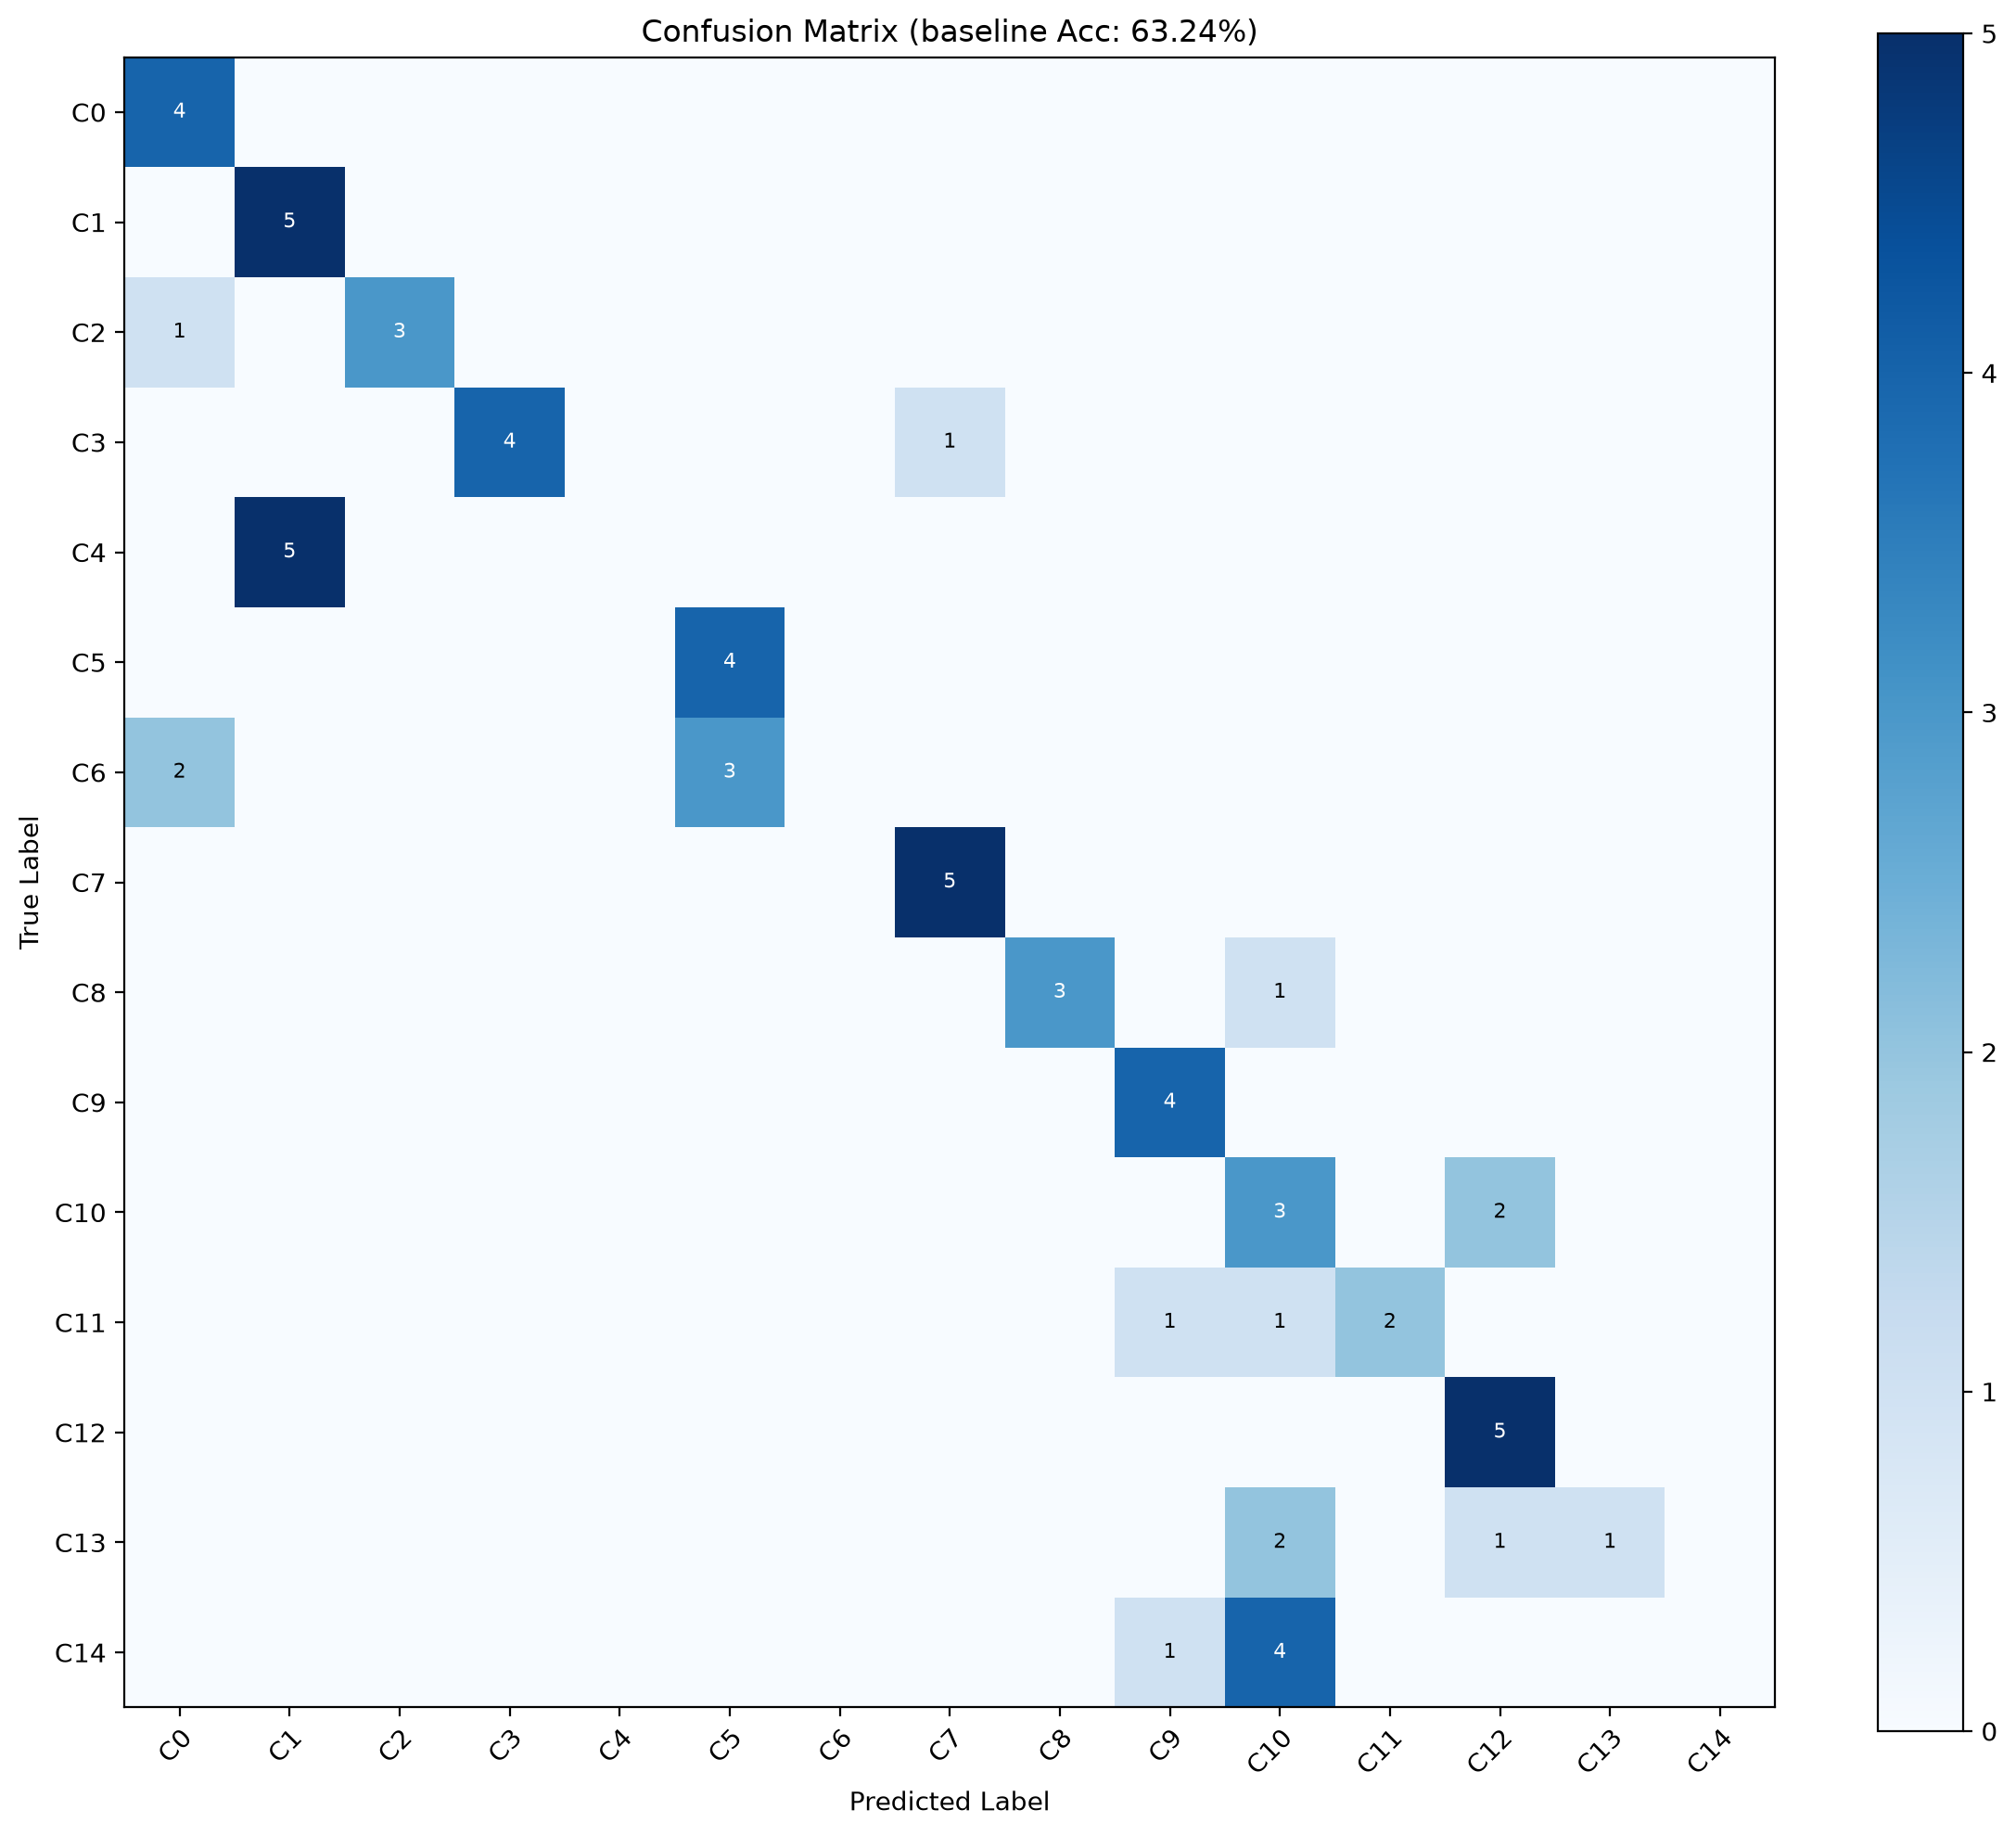 Confusion Matrix (baseline Acc: 63.24%)
C0 4
C1 5
C2 1 3
C3 4 1
C4 5
C5 4
C6 2 3
C7 5
C8 3 1
C9 4
C10 3 2
C11 1 1 2
C12 5
C13 2 1 1
C14 1 4
True Label
C0 C1 C2 C3 C4 C5 C6 C7 C8 C9 C10 C11 C12 C13 C14
Predicted Label
5
4
3
2
1
0